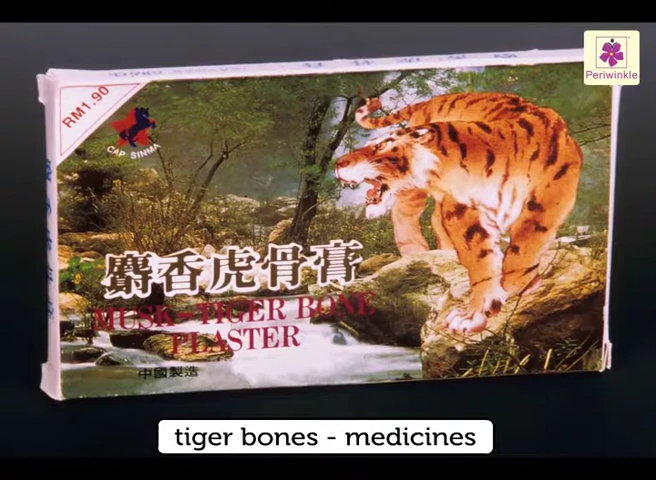 Periwinkle
RM1.90
CAP SINMA
麝香虎骨膏
MUSK-TIGER BONE
PLASTER
中國製造
tiger bones - medicines